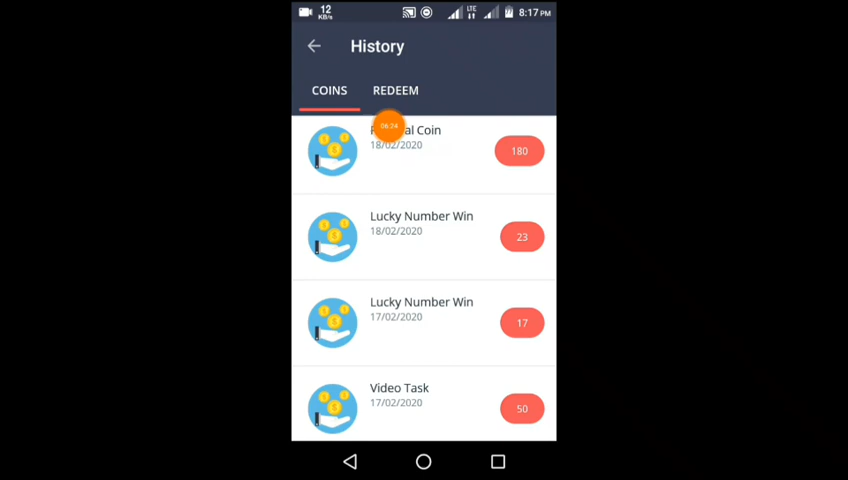 12
KB/s
LTE
8:17 PM
History
COINS
REDEEM
06:24
al Coin
18/02/2020
180
Lucky Number Win
18/02/2020
23
Lucky Number Win
17/02/2020
17
Video Task
17/02/2020
50